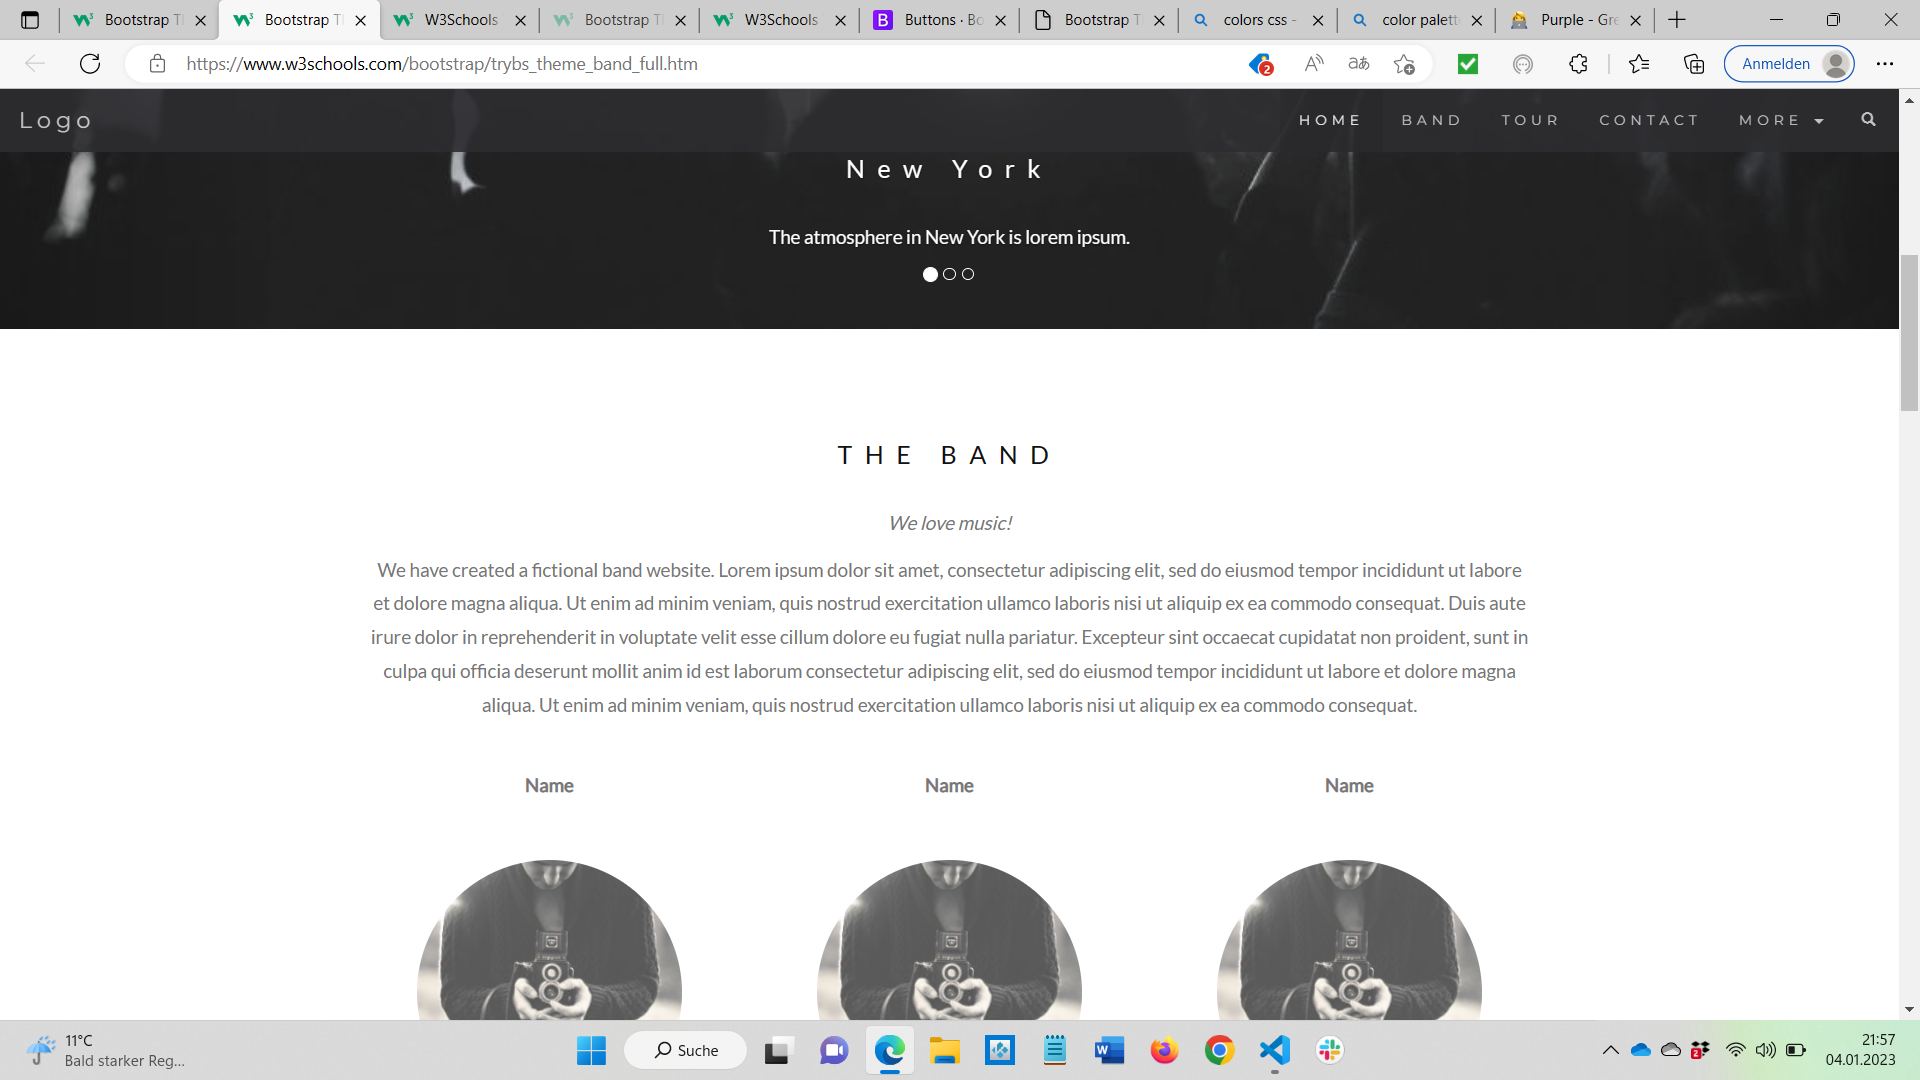 Bootstrap T
Bootstrap T
W3Schools
Bootstrap T
W3Schools
Buttons · Bo
Bootstrap T
colors css -
color palett
Purple - Gre
https://www.w3schools.com/bootstrap/trybs_theme_band_full.htm
2
Anmelden
Logo
HOME
BAND
TOUR
CONTACT
MORE
New York
The atmosphere in New York is lorem ipsum.
THE BAND
We love music!
We have created a fictional band website. Lorem ipsum dolor sit amet, consectetur adipiscing elit, sed do eiusmod tempor incididunt ut labore
et dolore magna aliqua. Ut enim ad minim veniam, quis nostrud exercitation ullamco laboris nisi ut aliquip ex ea commodo consequat. Duis aute
irure dolor in reprehenderit in voluptate velit esse cillum dolore eu fugiat nulla pariatur. Excepteur sint occaecat cupidatat non proident, sunt in
culpa qui officia deserunt mollit anim id est laborum consectetur adipiscing elit, sed do eiusmod tempor incididunt ut labore et dolore magna
aliqua. Ut enim ad minim veniam, quis nostrud exercitation ullamco laboris nisi ut aliquip ex ea commodo consequat.
Name
Name
Name
11°C
Bald starker Reg...
Suche
2
21:57
04.01.2023